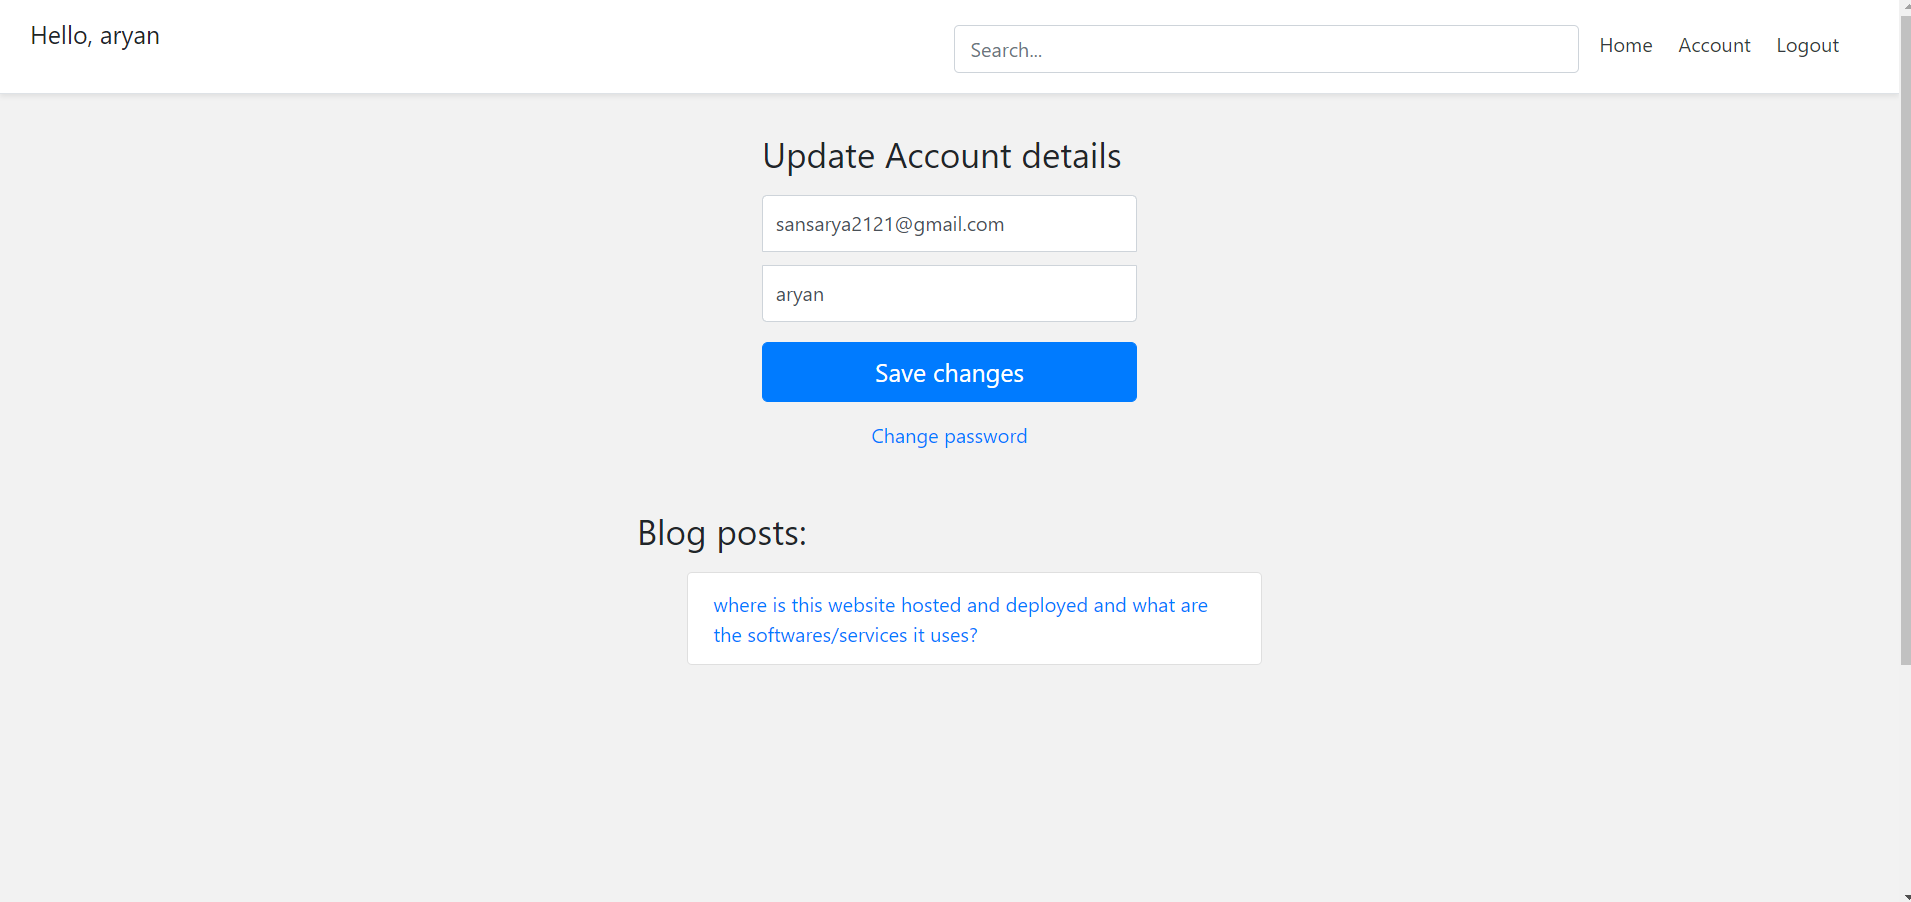 Hello, aryan
Search...
Home
Account
Logout
Update Account details
sansarya2121@gmail.com
aryan
Save changes
Change password
Blog posts:
where is this website hosted and deployed and what are
the softwares/services it uses?